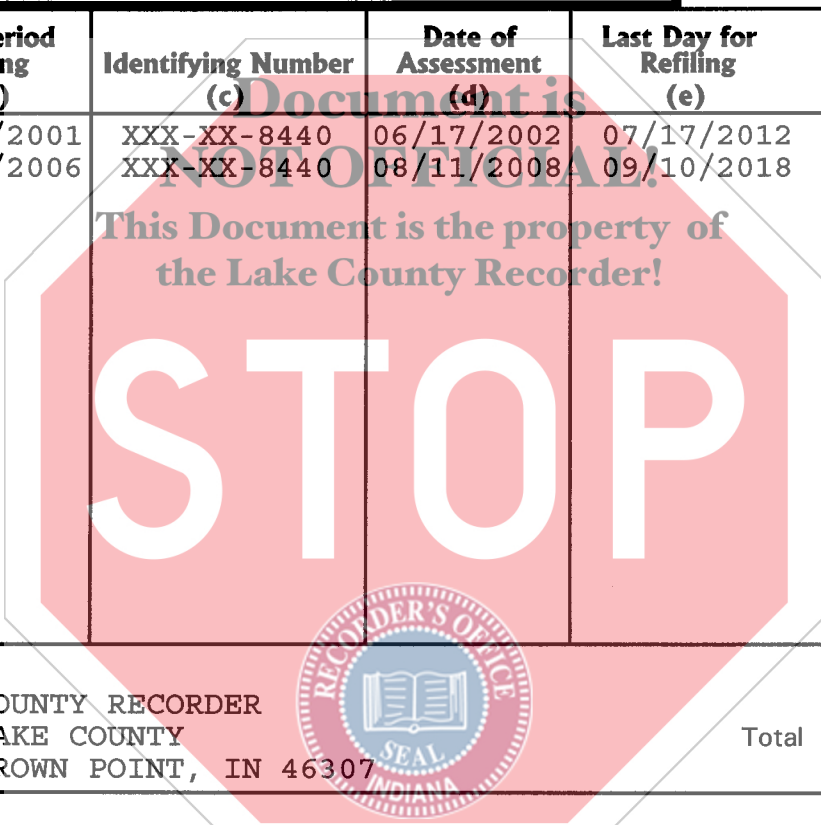 eriod
ng
)
Identifying Number
(c)
Date of
Assessment
(d)
Last Day for
Refiling
(e)
/2001 XXX-XX-8440 06/17/2002 07/17/2012
/2006 XXX-XX-8440 08/11/2008 09/10/2018
Document is
NOT OFFICIAL!
This Document is the property of
the Lake County Recorder!
STOP
RECORDER'S OFFICE
SEAL
INDIANA
OUNTY RECORDER
AKE COUNTY
ROWN POINT, IN 46307
Total